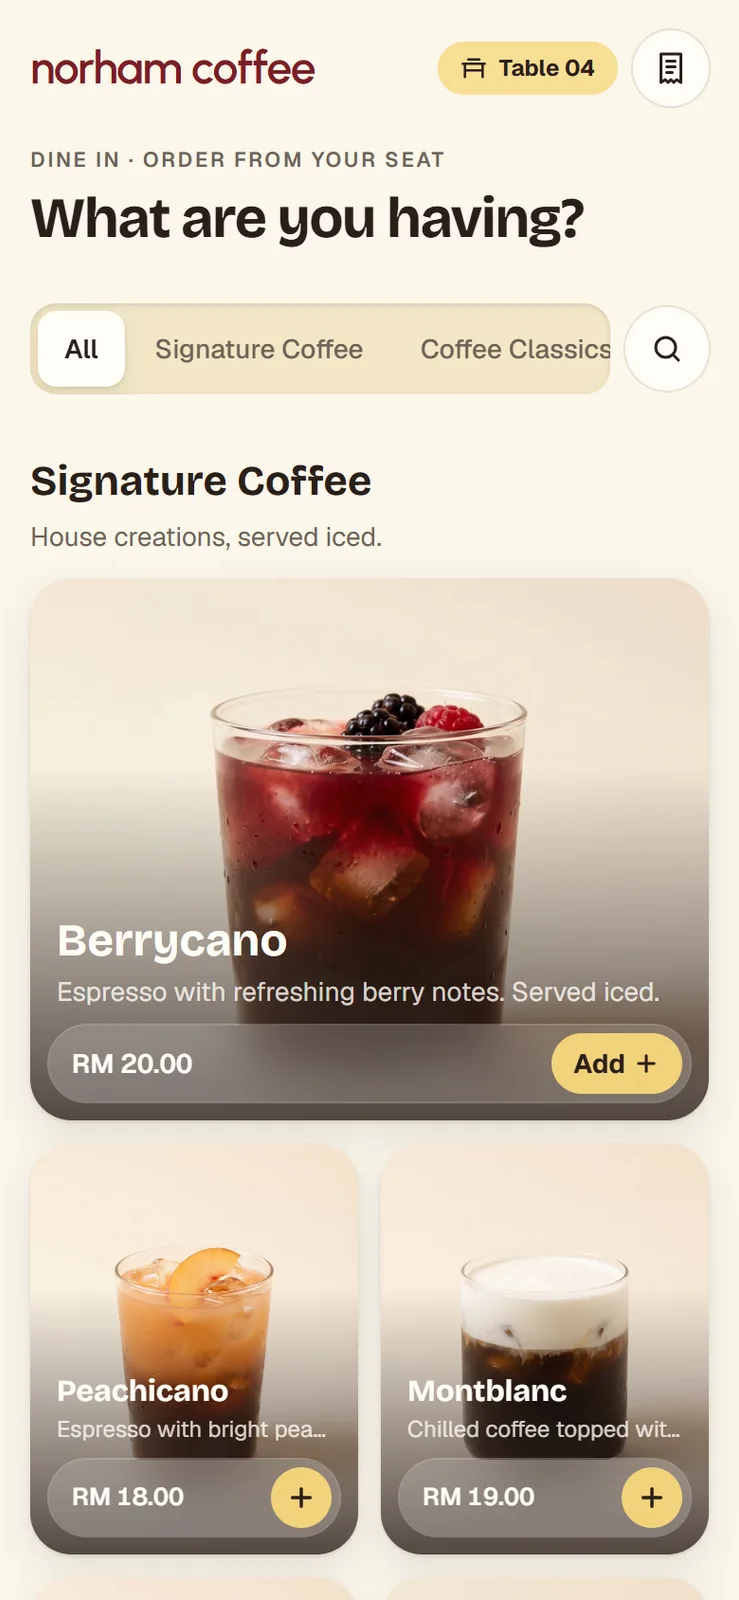 norham coffee
Table 04
DINE IN · ORDER FROM YOUR SEAT
What are you having?
All
Signature Coffee
Coffee Classics
Signature Coffee
House creations, served iced.
Berrycano
Espresso with refreshing berry notes. Served iced.
RM 20.00
Add +
Peachicano
Espresso with bright pea...
RM 18.00
+
Montblanc
Chilled coffee topped wit...
RM 19.00
+